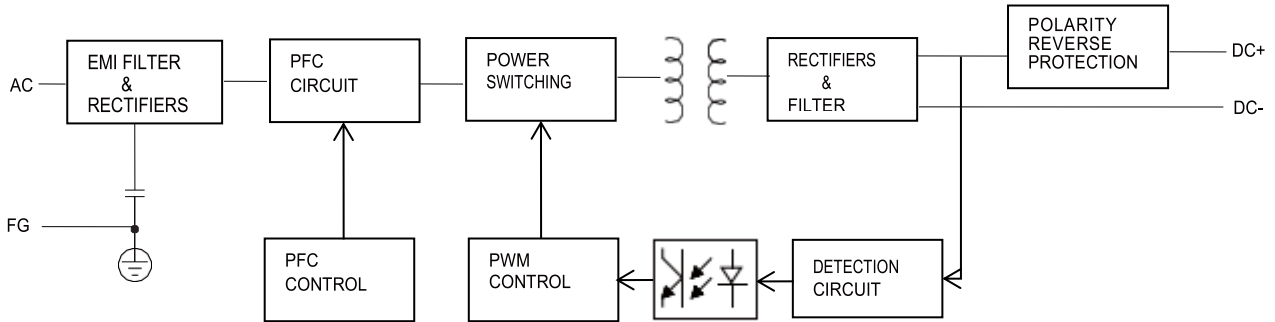 AC
EMI FILTER
&
RECTIFIERS
PFC
CIRCUIT
POWER
SWITCHING
RECTIFIERS
&
FILTER
POLARITY
REVERSE
PROTECTION
DC+
DC-
FG
PFC
CONTROL
PWM
CONTROL
DETECTION
CIRCUIT